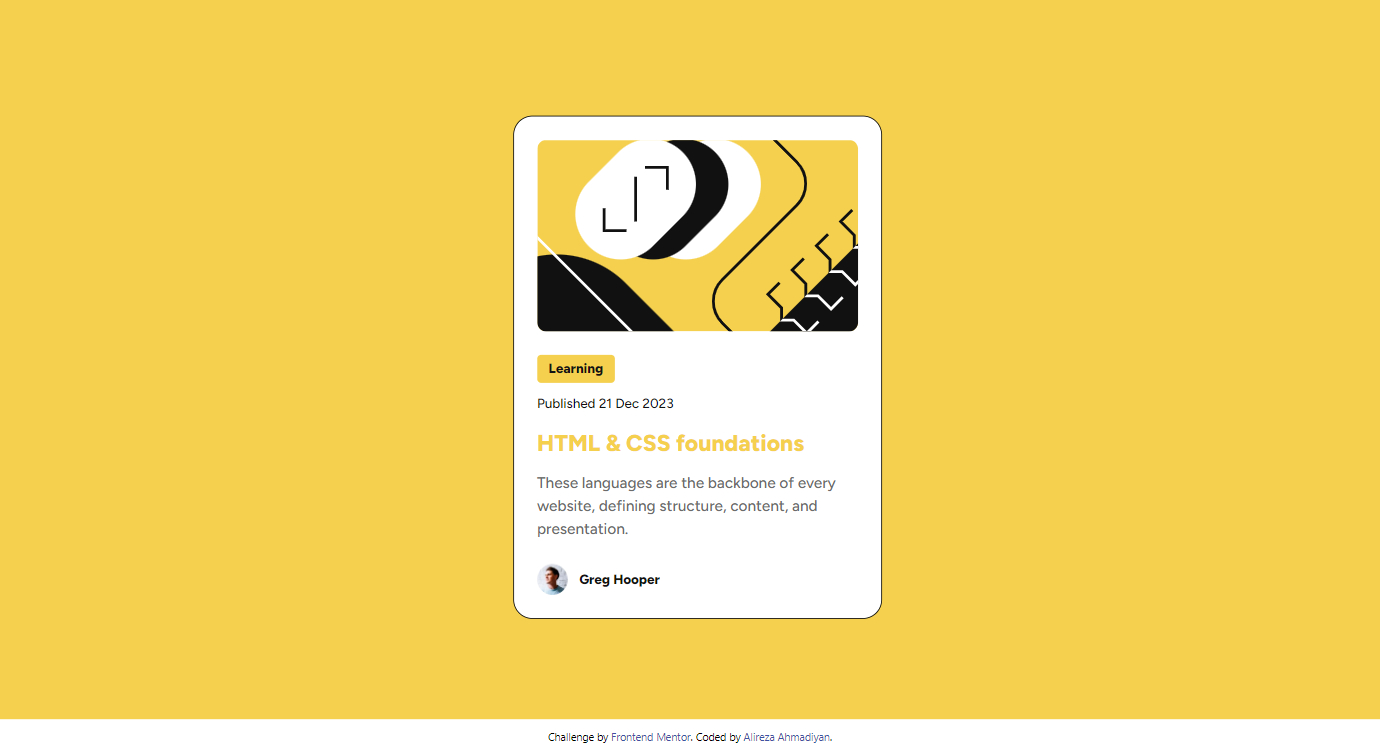 Learning
Published 21 Dec 2023
HTML & CSS foundations
These languages are the backbone of every
website, defining structure, content, and
presentation.
Greg Hooper
Challenge by Frontend Mentor. Coded by Alireza Ahmadiyan.